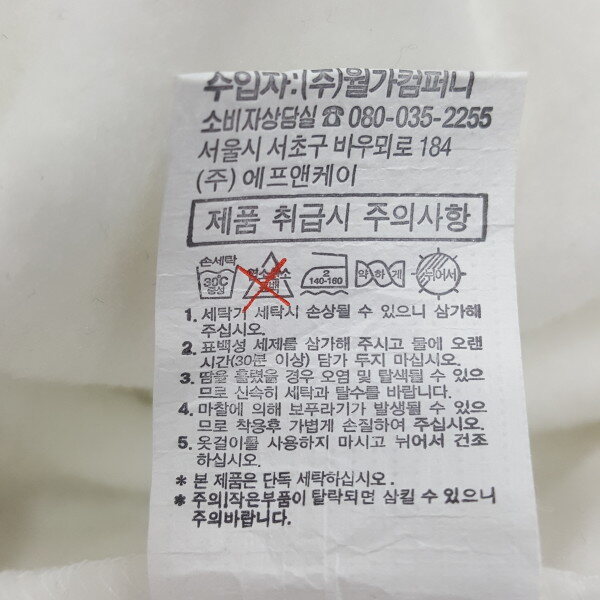 수입자:(주)월가컴퍼니
소비자상담실 ☎ 080-035-2255
서울시 서초구 바우뫼로 184
(주) 에프앤케이
제품 취급시 주의사항
손세탁
30C
중성
염소표백
2
140-160
약 하 게
뉘어서
1. 세탁기 세탁시 손상될 수 있으니 삼가해
주십시오.
2. 표백성 세제를 삼가해 주시고 물에 오랜
시간(30분 이상) 담가 두지 마십시오.
3. 땀을 흘렸을 경우 오염 및 탈색될 수 있으
므로 신속히 세탁과 탈수를 바랍니다.
4. 마찰에 의해 보푸라기가 발생될 수 있으
므로 착용후 가볍게 손질하여 주십시오.
5. 옷걸이를 사용하지 마시고 뉘어서 건조
하십시오.
* 본 제품은 단독 세탁하십시오.
* 주의!작은부품이 탈락되면 삼킬 수 있으니
주의바랍니다.